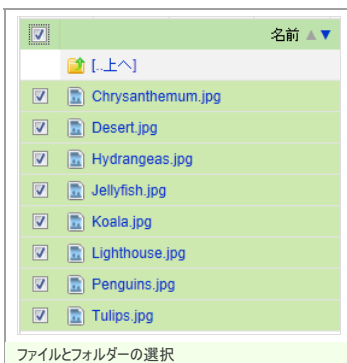 名前 ▲▼
[..上へ]
Chrysanthemum.jpg
Desert.jpg
Hydrangeas.jpg
Jellyfish.jpg
Koala.jpg
Lighthouse.jpg
Penguins.jpg
Tulips.jpg
ファイルとフォルダーの選択